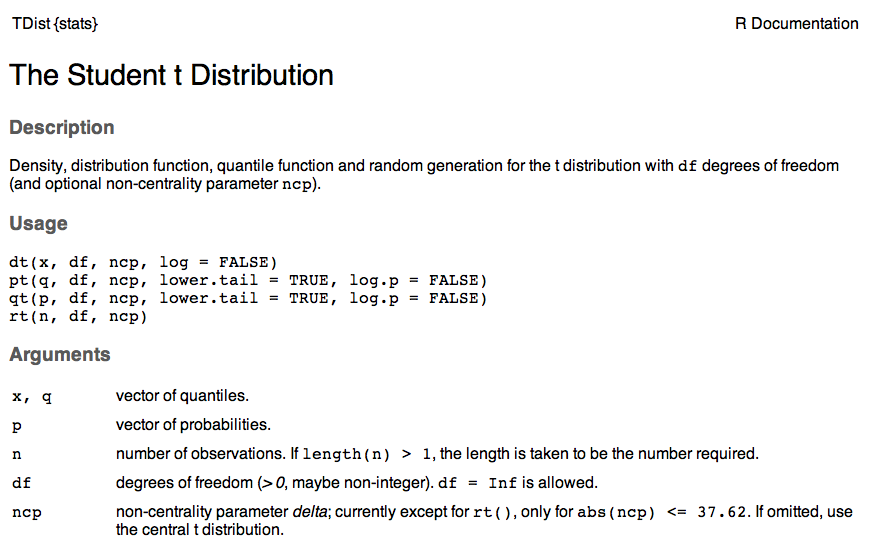 TDist {stats}
R Documentation
The Student t Distribution
Description
Density, distribution function, quantile function and random generation for the t distribution with df degrees of freedom
(and optional non-centrality parameter ncp).
Usage
dt(x, df, ncp, log = FALSE)
pt(q, df, ncp, lower.tail = TRUE, log.p = FALSE)
qt(p, df, ncp, lower.tail = TRUE, log.p = FALSE)
rt(n, df, ncp)
Arguments
x, q vector of quantiles.
p vector of probabilities.
n number of observations. If length(n) > 1, the length is taken to be the number required.
df degrees of freedom (> 0, maybe non-integer). df = Inf is allowed.
ncp non-centrality parameter delta; currently except for rt(), only for abs(ncp) <= 37.62. If omitted, use
the central t distribution.